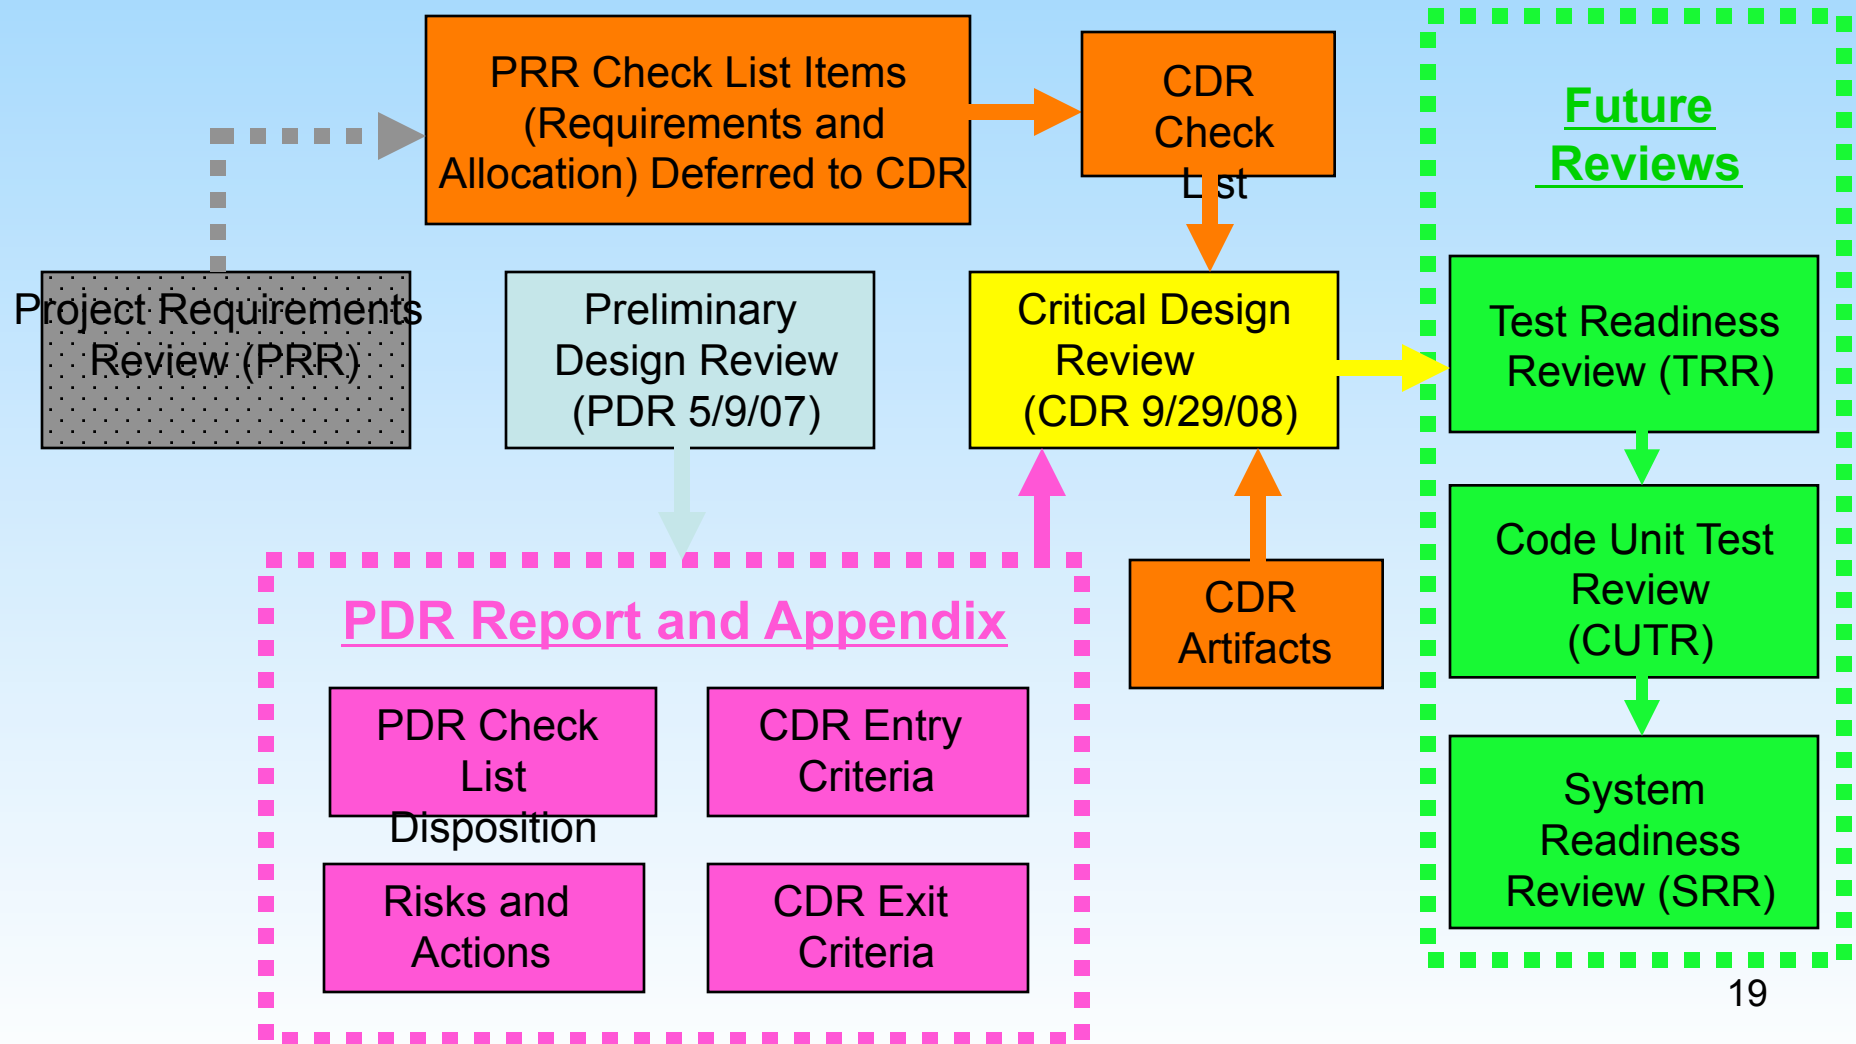 PRR Check List Items
(Requirements and
Allocation) Deferred to CDR
CDR
Check
List
Future
Reviews
Project Requirements
Review (PRR)
Preliminary
Design Review
(PDR 5/9/07)
Critical Design
Review
(CDR 9/29/08)
Test Readiness
Review (TRR)
Code Unit Test
Review
(CUTR)
System
Readiness
Review (SRR)
CDR
Artifacts
PDR Report and Appendix
PDR Check
List
Disposition
CDR Entry
Criteria
Risks and
Actions
CDR Exit
Criteria
19